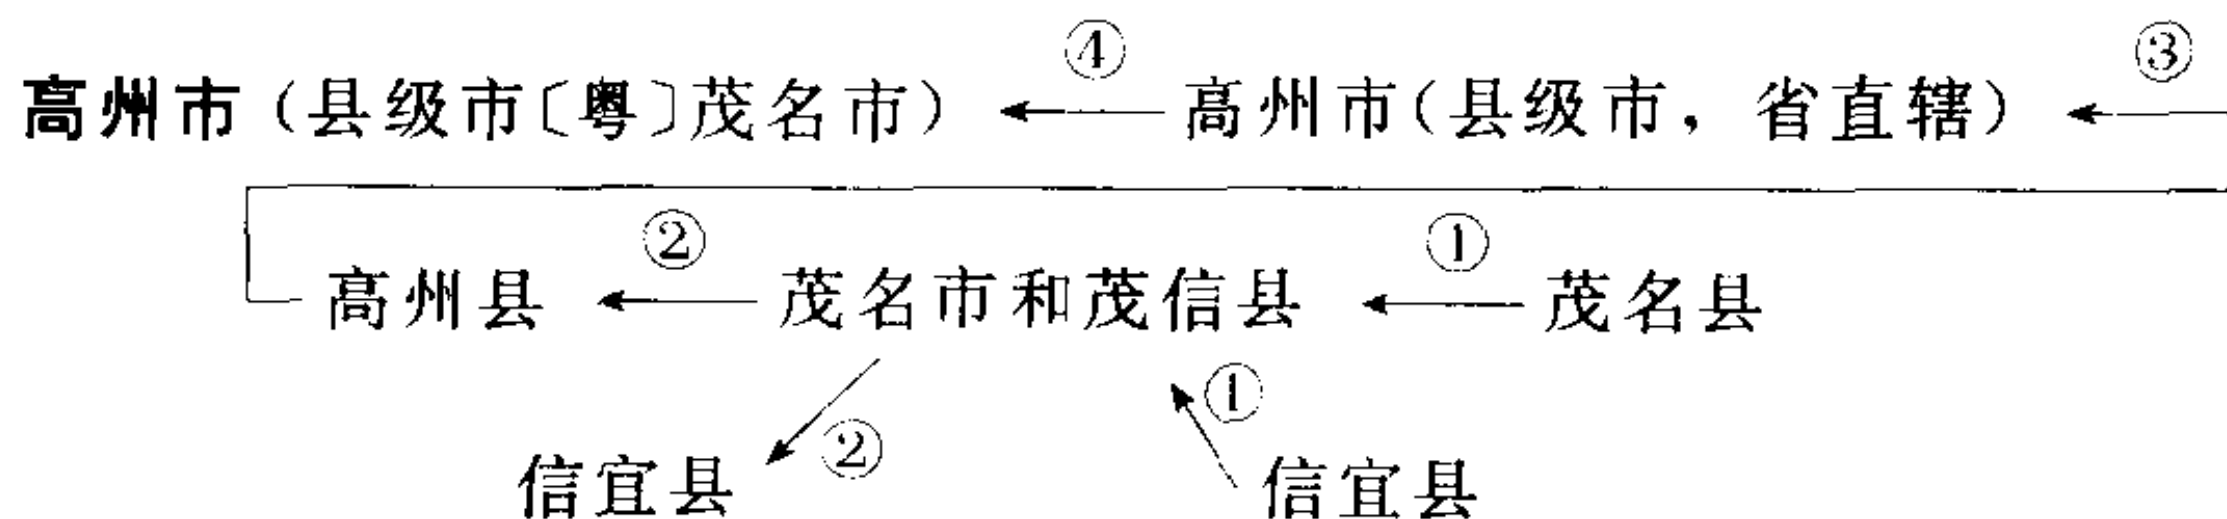 ④ ③
高州市（县级市〔粤〕茂名市）←高州市（县级市，省直辖）←
② ①
高州县←茂名市和茂信县←茂名县
①
②
信宜县 信宜县